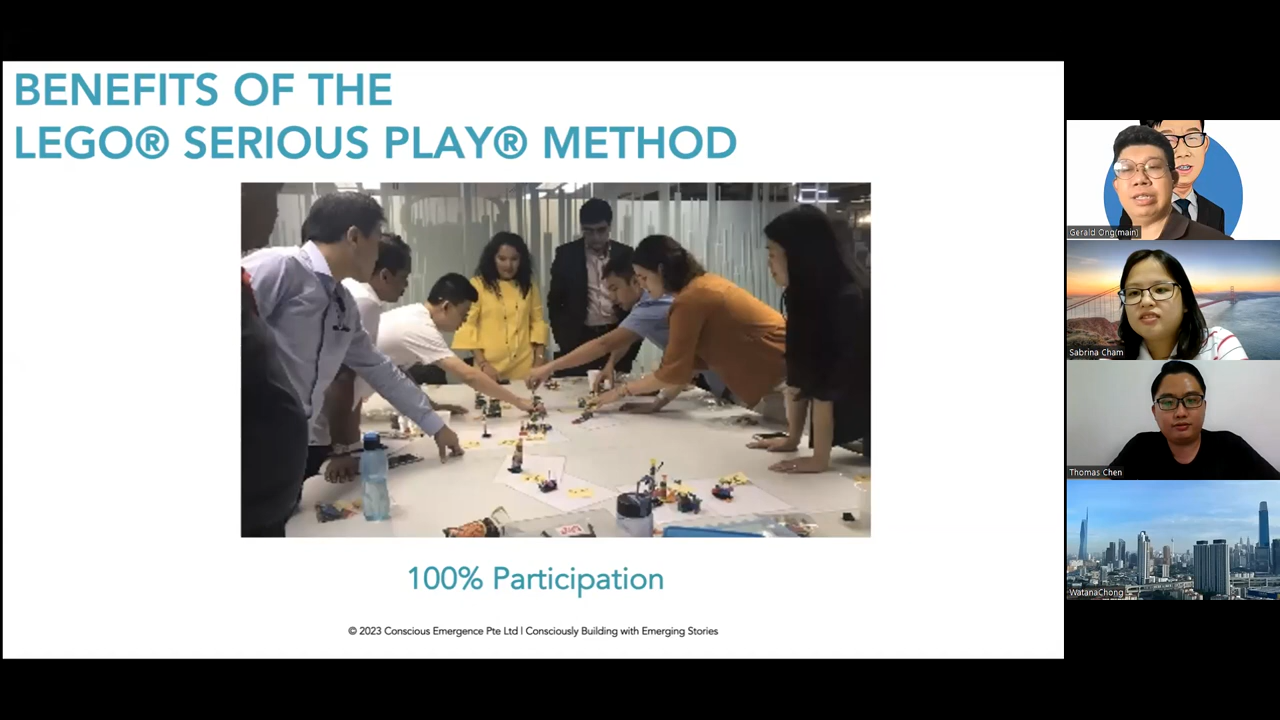 BENEFITS OF THE
LEGO® SERIOUS PLAY® METHOD
100% Participation
© 2023 Conscious Emergence Pte Ltd | Consciously Building with Emerging Stories
Gerald Ong(main)
Sabrina Cham
Thomas Chen
WatanaChong